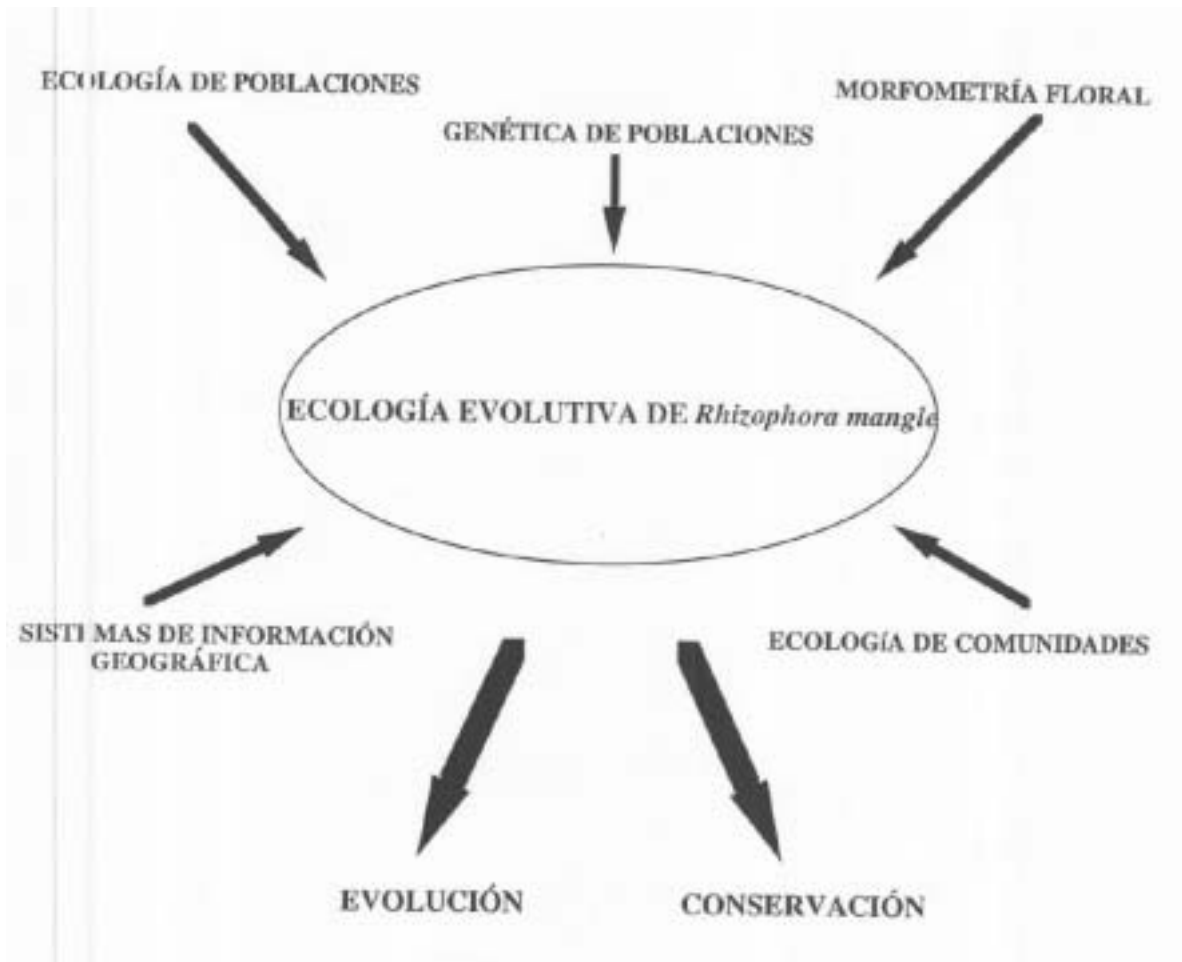 ECOLOGÍA DE POBLACIONES
MORFOMETRÍA FLORAL
GENÉTICA DE POBLACIONES
ECOLOGÍA EVOLUTIVA DE Rhizophora mangle
SISTEMAS DE INFORMACIÓN
GEOGRÁFICA
ECOLOGÍA DE COMUNIDADES
EVOLUCIÓN
CONSERVACIÓN